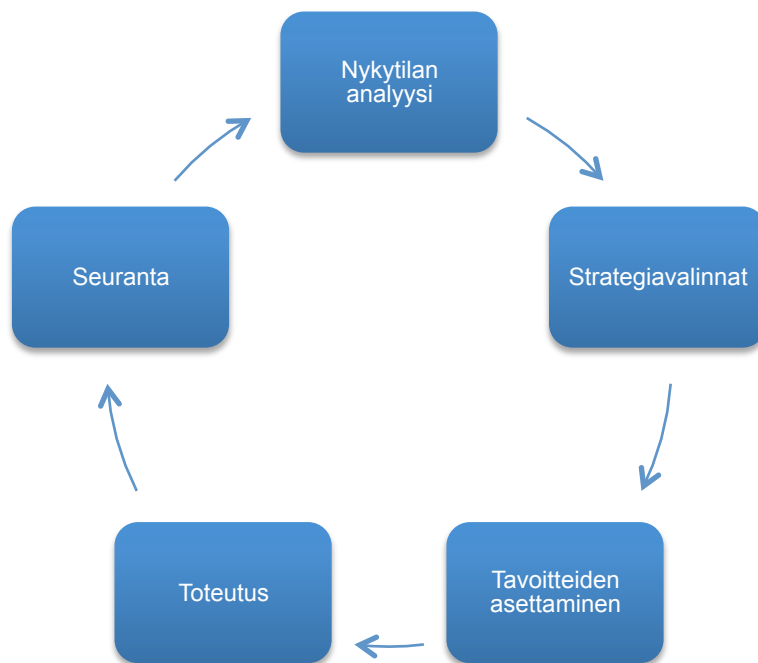 Nykytilan
analyysi
Strategiavalinnat
Tavoitteiden
asettaminen
Toteutus
Seuranta